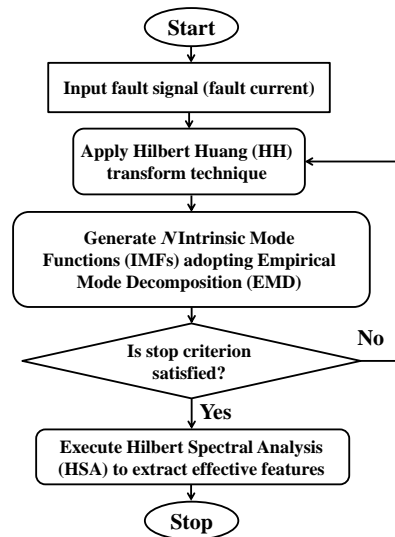 Start
Input fault signal (fault current)
Apply Hilbert Huang (HH)
transform technique
Generate N Intrinsic Mode
Functions (IMFs) adopting Empirical
Mode Decomposition (EMD)
Is stop criterion
satisfied?
No
Yes
Execute Hilbert Spectral Analysis
(HSA) to extract effective features
Stop